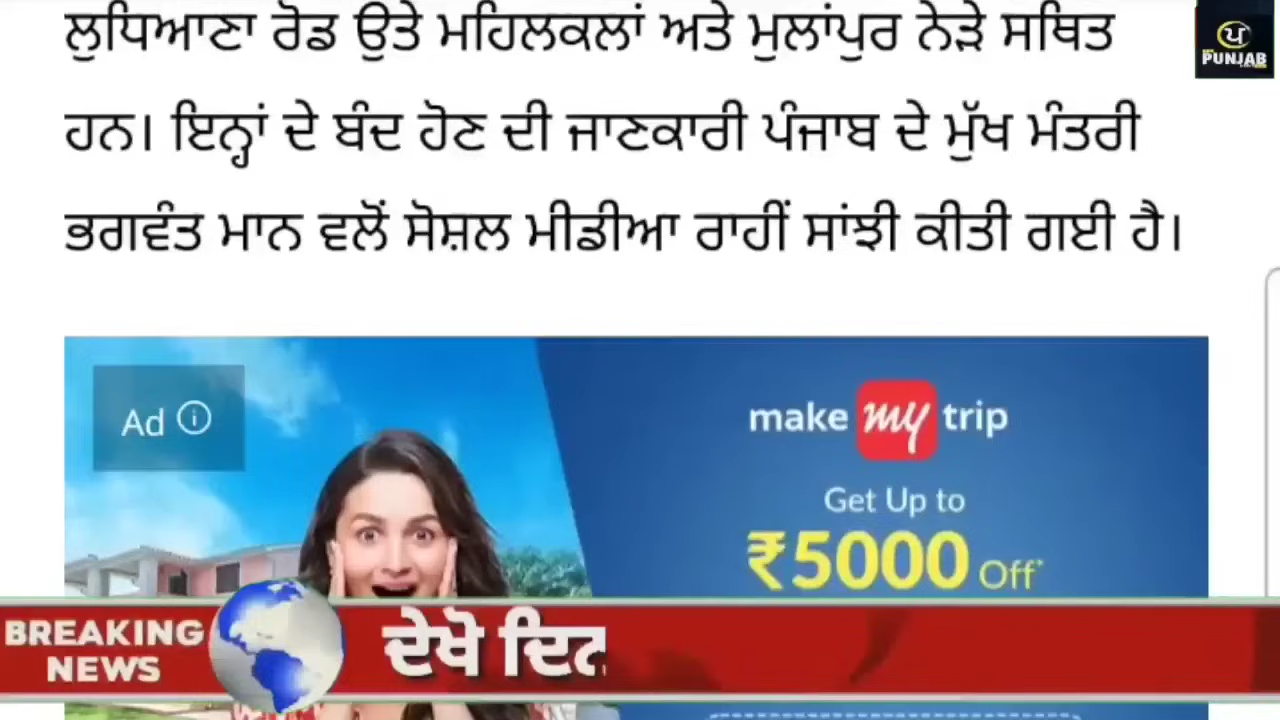 ਲੁਧਿਆਣਾ ਰੋਡ ਉਤੇ ਮਹਿਲਕਲਾਂ ਅਤੇ ਮੁਲਾਂਪੁਰ ਨੇੜੇ ਸਥਿਤ
ਹਨ। ਇਨ੍ਹਾਂ ਦੇ ਬੰਦ ਹੋਣ ਦੀ ਜਾਣਕਾਰੀ ਪੰਜਾਬ ਦੇ ਮੁੱਖ ਮੰਤਰੀ
ਭਗਵੰਤ ਮਾਨ ਵਲੋਂ ਸੋਸ਼ਲ ਮੀਡੀਆ ਰਾਹੀਂ ਸਾਂਝੀ ਕੀਤੀ ਗਈ ਹੈ।
ਪ
PUNJAB
Ad
make my trip
Get Up to
₹5000 Off*
BREAKING
NEWS
ਦੇਖੋ ਦਿਨ